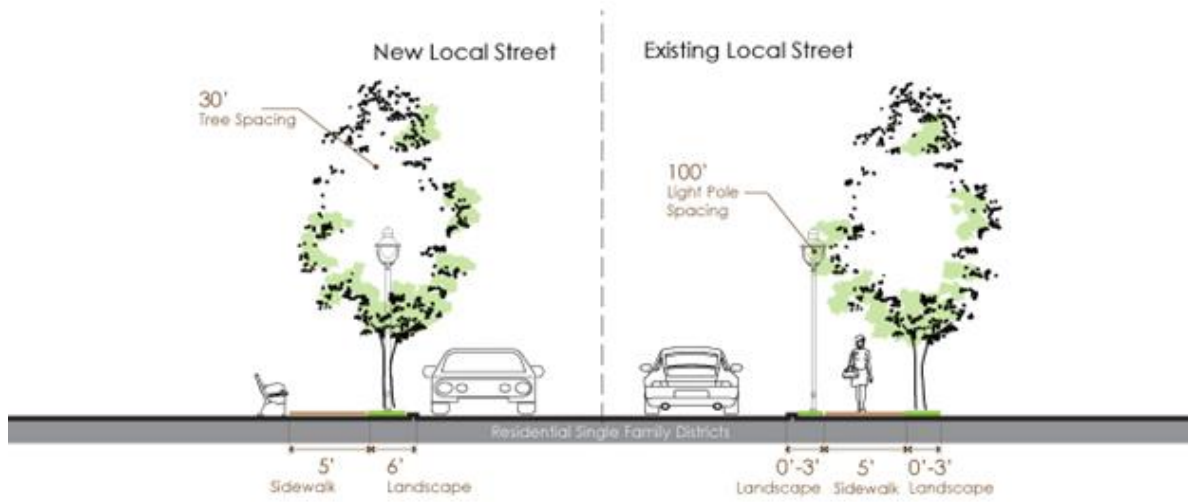 New Local Street
Existing Local Street
30'
Tree Spacing
100'
Light Pole
Spacing
Residential Single Family Districts
5'
Sidewalk
6'
Landscape
0'-3'
Landscape
5'
Sidewalk
0'-3'
Landscape